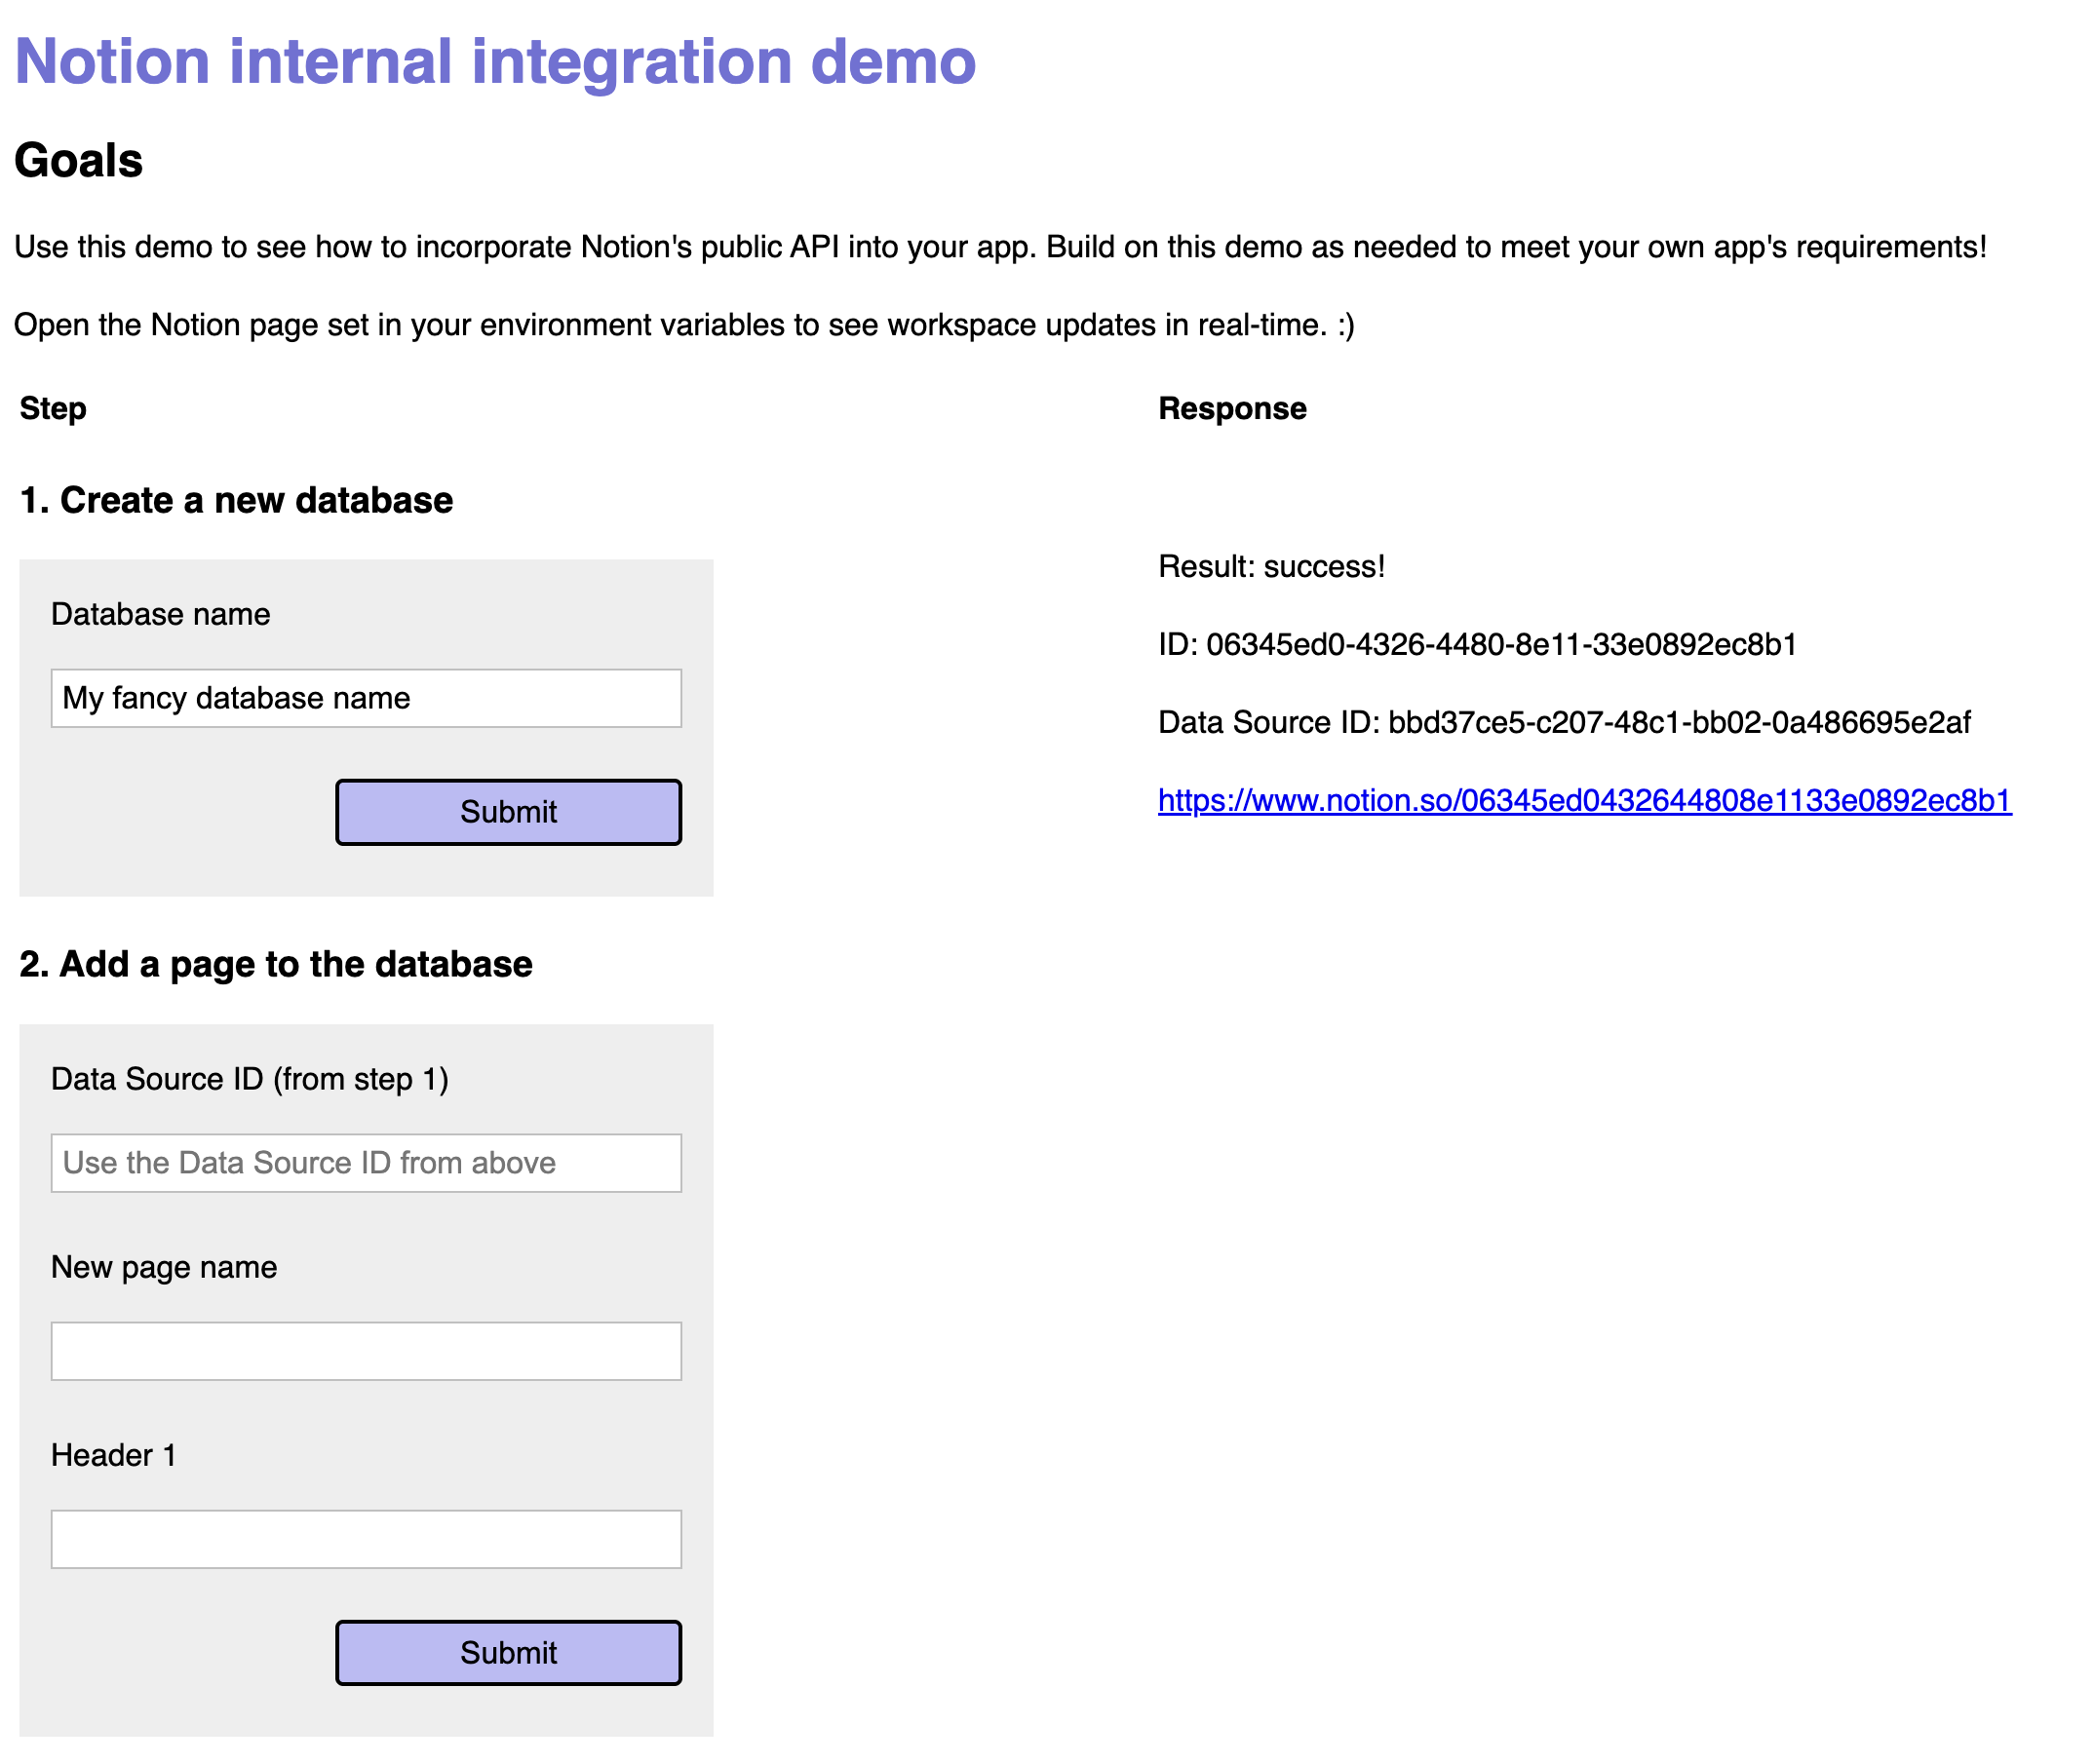 Notion internal integration demo
Goals
Use this demo to see how to incorporate Notion's public API into your app. Build on this demo as needed to meet your own app's requirements!
Open the Notion page set in your environment variables to see workspace updates in real-time. :)
Step
Response
1. Create a new database
Database name
My fancy database name
Submit
Result: success!
ID: 06345ed0-4326-4480-8e11-33e0892ec8b1
Data Source ID: bbd37ce5-c207-48c1-bb02-0a486695e2af
https://www.notion.so/06345ed0432644808e1133e0892ec8b1
2. Add a page to the database
Data Source ID (from step 1)
Use the Data Source ID from above
New page name
Header 1
Submit